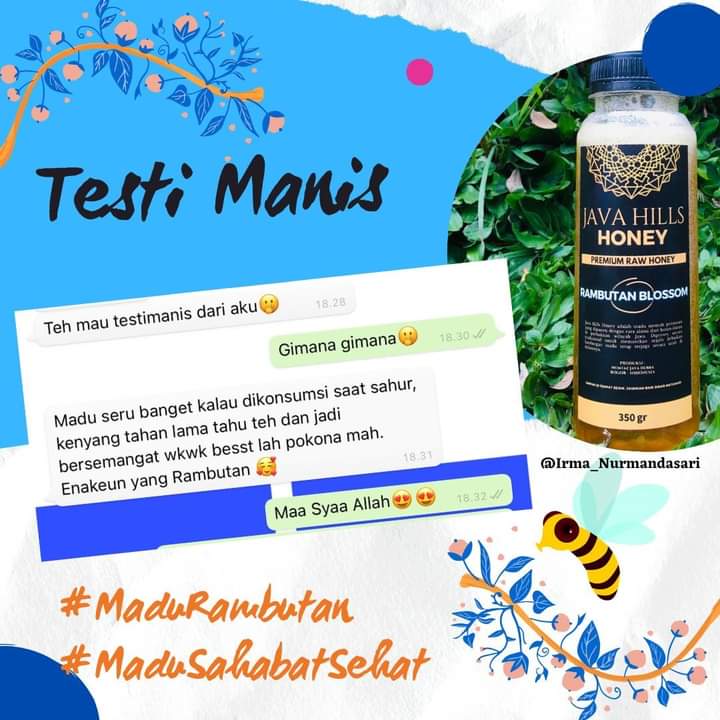 Testi Manis
Teh mau testimanis dari aku🤭
18.28
Gimana gimana🤭
18.30
Madu seru banget kalau dikonsumsi saat sahur,
kenyang tahan lama tahu teh dan jadi
bersemangat wkwk besst lah pokona mah.
Enakeun yang Rambutan 🥰
18.31
Maa Syaa Allah😍😍
18.32
JAVA HILLS
HONEY
PREMIUM RAW HONEY
RAMBUTAN BLOSSOM
350 gr
@Irma_Nurmandasari
#MaduRambutan
#MaduSahabatSehat